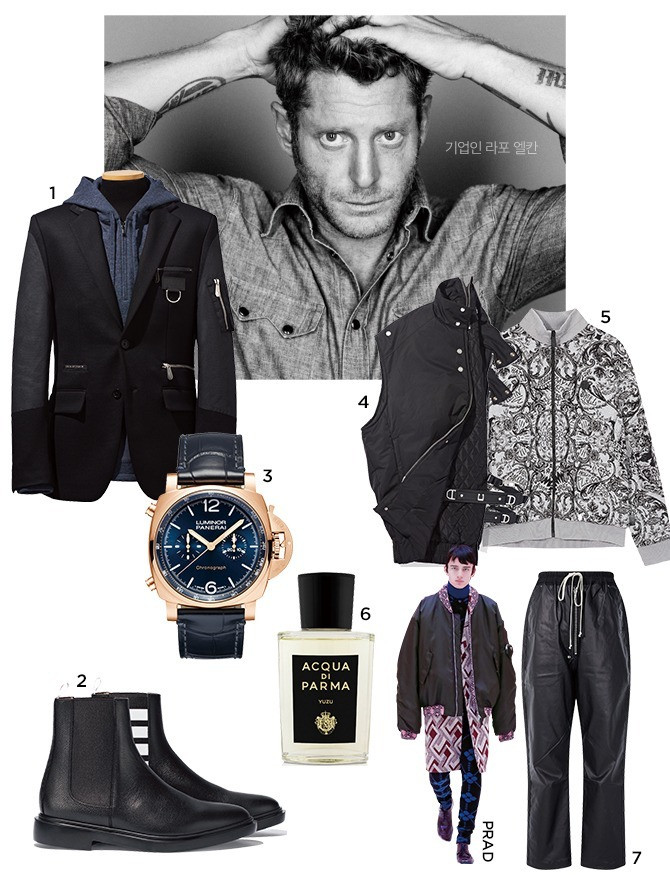 기업인 라포 엘칸
1
5
4
3
LUMINOR
PANERAI
12
Chronograph
6
6
ACQUA
DI
PARMA
YUZU
2
PRAD
7